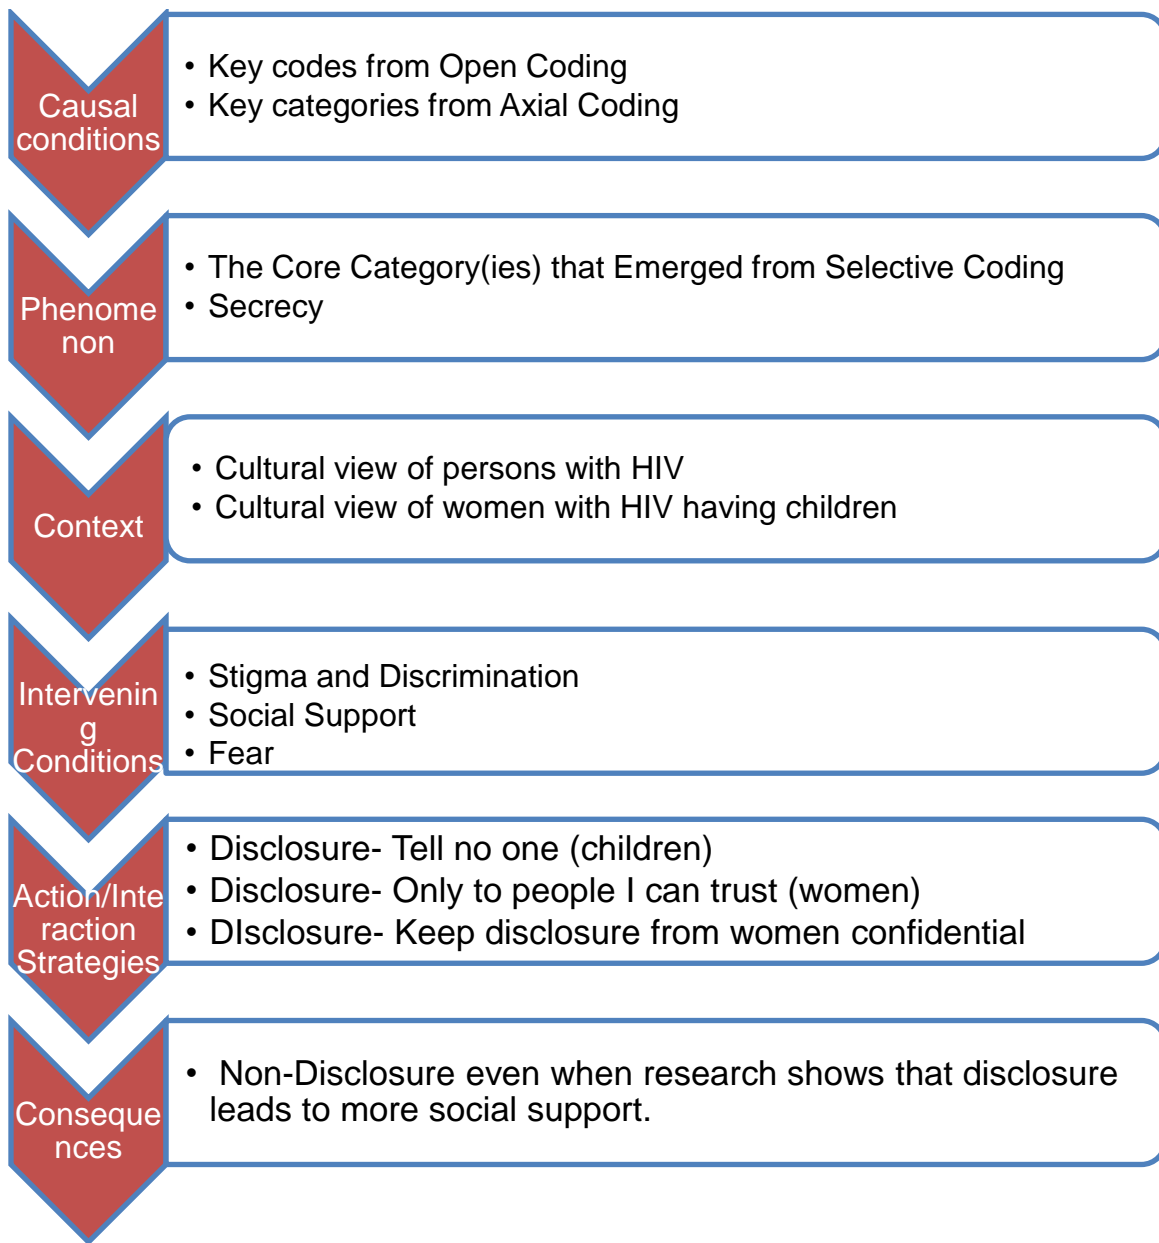 Causal
conditions
• Key codes from Open Coding
• Key categories from Axial Coding
Phenome
non
• The Core Category(ies) that Emerged from Selective Coding
• Secrecy
Context
• Cultural view of persons with HIV
• Cultural view of women with HIV having children
Intervenin
g
Conditions
• Stigma and Discrimination
• Social Support
• Fear
Action/Inte
raction
Strategies
• Disclosure- Tell no one (children)
• Disclosure- Only to people I can trust (women)
• DIsclosure- Keep disclosure from women confidential
Conseque
nces
• Non-Disclosure even when research shows that disclosure
leads to more social support.